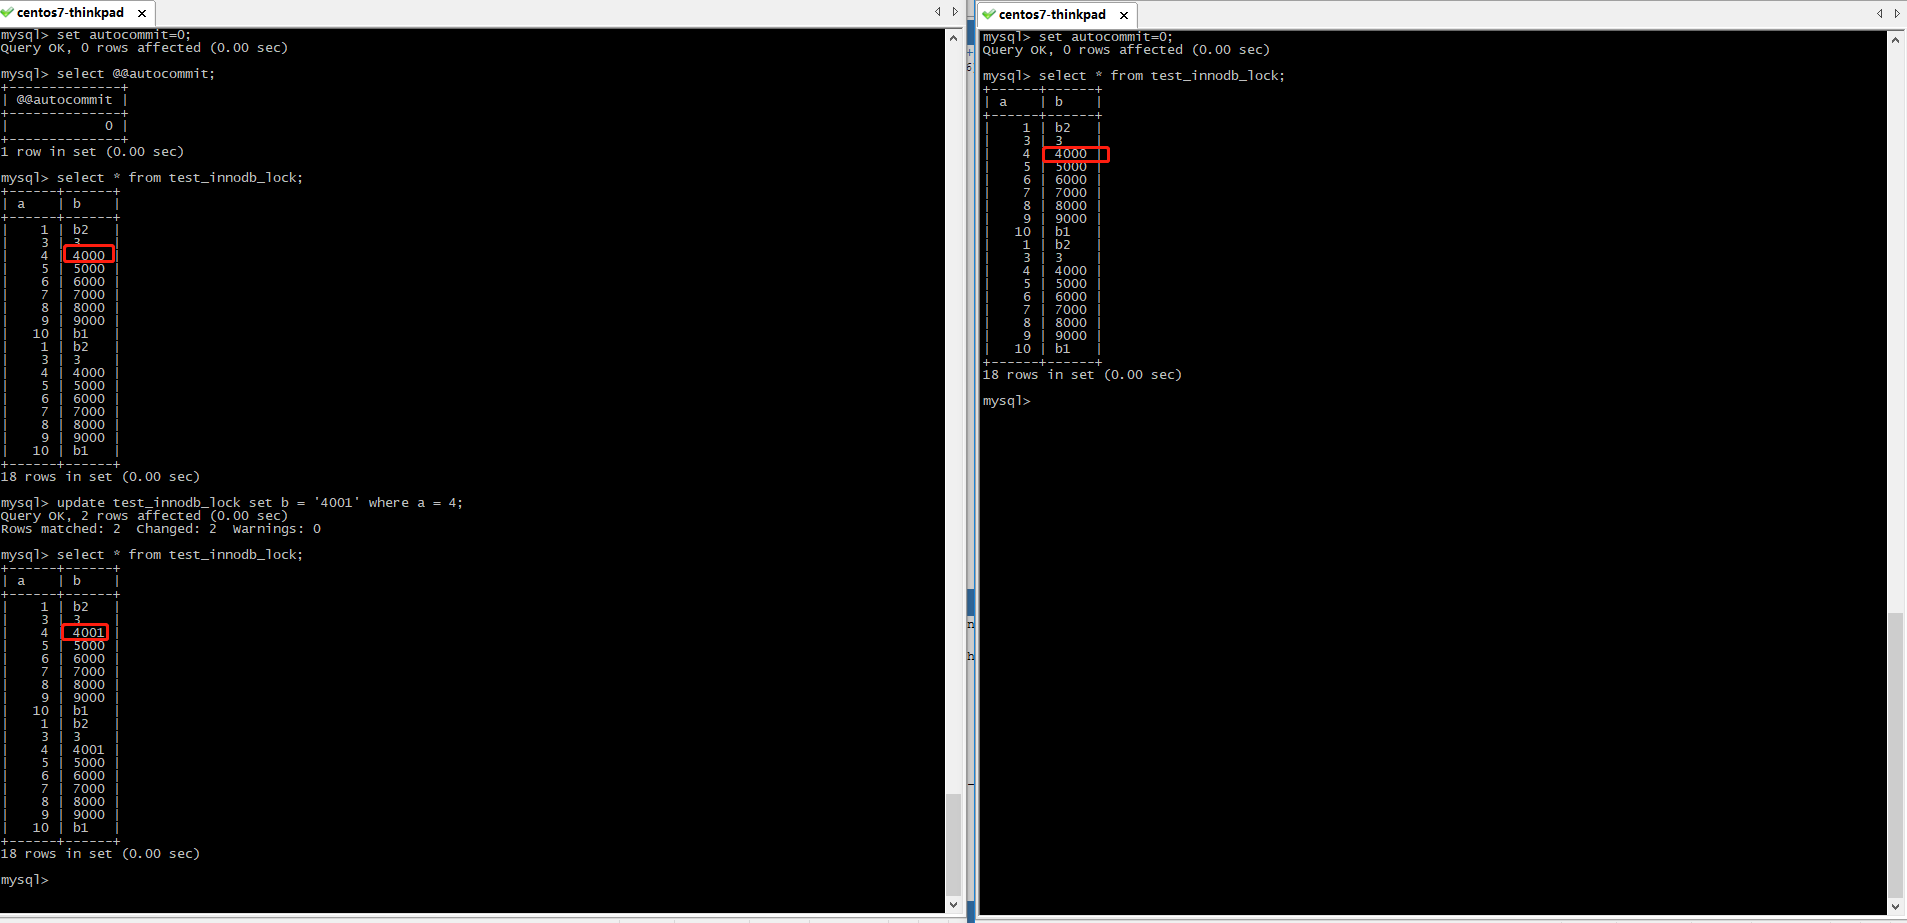 centos7-thinkpad
mysql> set autocommit=0;
Query OK, 0 rows affected (0.00 sec)
mysql> select @@autocommit;
+--------------+
| @@autocommit |
+--------------+
| 0 |
+--------------+
1 row in set (0.00 sec)
mysql> select * from test_innodb_lock;
+------+------+
| a | b |
+------+------+
| 1 | b2 |
| 3 | 3 |
| 4 | 4000 |
| 5 | 5000 |
| 6 | 6000 |
| 7 | 7000 |
| 8 | 8000 |
| 9 | 9000 |
| 10 | b1 |
| 1 | b2 |
| 3 | 3 |
| 4 | 4000 |
| 5 | 5000 |
| 6 | 6000 |
| 7 | 7000 |
| 8 | 8000 |
| 9 | 9000 |
| 10 | b1 |
+------+------+
18 rows in set (0.00 sec)
mysql> update test_innodb_lock set b = '4001' where a = 4;
Query OK, 2 rows affected (0.00 sec)
Rows matched: 2  Changed: 2  Warnings: 0
mysql> select * from test_innodb_lock;
+------+------+
| a | b |
+------+------+
| 1 | b2 |
| 3 | 3 |
| 4 | 4001 |
| 5 | 5000 |
| 6 | 6000 |
| 7 | 7000 |
| 8 | 8000 |
| 9 | 9000 |
| 10 | b1 |
| 1 | b2 |
| 3 | 3 |
| 4 | 4001 |
| 5 | 5000 |
| 6 | 6000 |
| 7 | 7000 |
| 8 | 8000 |
| 9 | 9000 |
| 10 | b1 |
+------+------+
18 rows in set (0.00 sec)
mysql>
centos7-thinkpad
mysql> set autocommit=0;
Query OK, 0 rows affected (0.00 sec)
mysql> select * from test_innodb_lock;
+------+------+
| a | b |
+------+------+
| 1 | b2 |
| 3 | 3 |
| 4 | 4000 |
| 5 | 5000 |
| 6 | 6000 |
| 7 | 7000 |
| 8 | 8000 |
| 9 | 9000 |
| 10 | b1 |
| 1 | b2 |
| 3 | 3 |
| 4 | 4000 |
| 5 | 5000 |
| 6 | 6000 |
| 7 | 7000 |
| 8 | 8000 |
| 9 | 9000 |
| 10 | b1 |
+------+------+
18 rows in set (0.00 sec)
mysql>